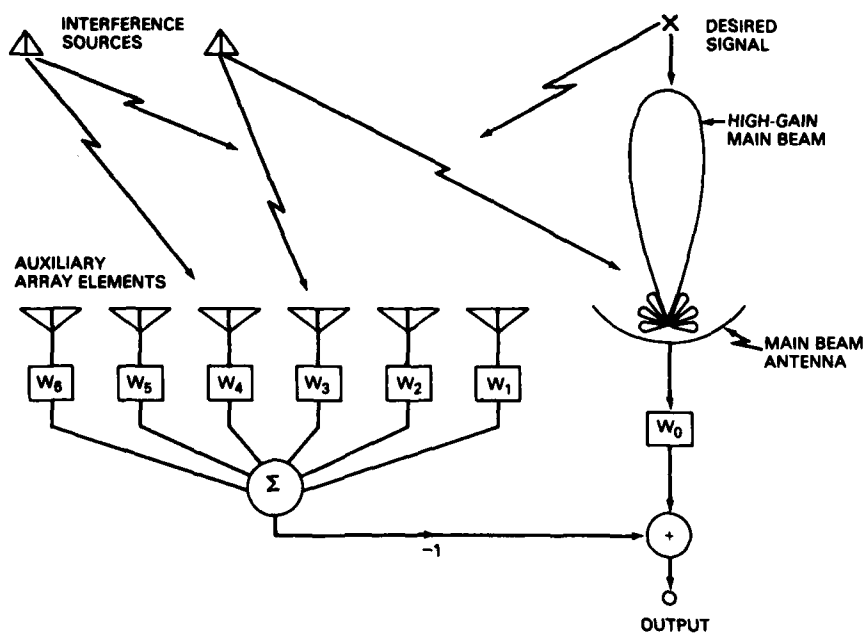 INTERFERENCE
SOURCES
DESIRED
SIGNAL
HIGH-GAIN
MAIN BEAM
AUXILIARY
ARRAY ELEMENTS
MAIN BEAM
ANTENNA
W6
W5
W4
W3
W2
W1
W0
Σ
+
-1
OUTPUT